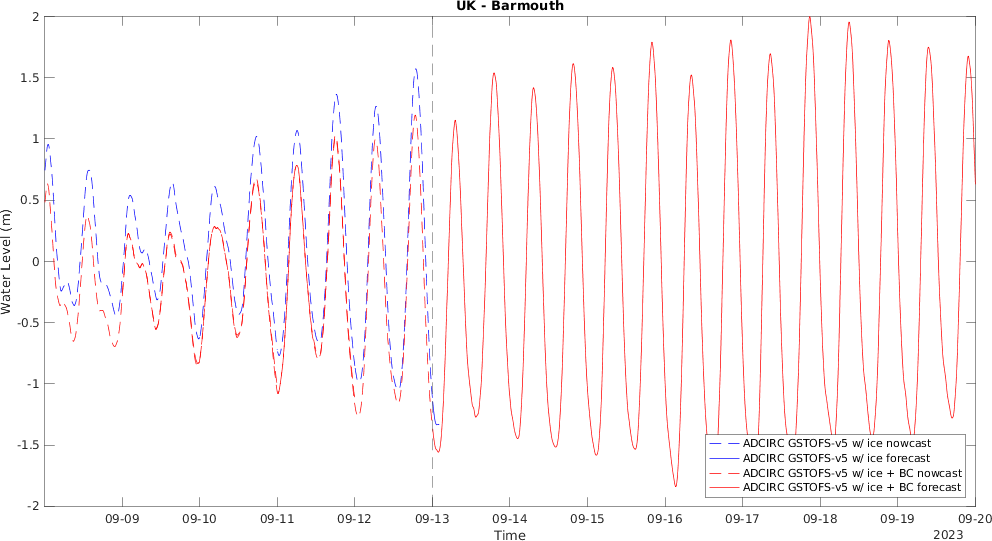 UK - Barmouth
2
1.5
1
0.5
0
-0.5
-1
-1.5
-2
Water Level (m)
ADCIRC GSTOFS-v5 w/ ice nowcast
ADCIRC GSTOFS-v5 w/ ice forecast
ADCIRC GSTOFS-v5 w/ ice + BC nowcast
ADCIRC GSTOFS-v5 w/ ice + BC forecast
09-09 09-10 09-11 09-12 09-13 09-14 09-15 09-16 09-17 09-18 09-19 09-20
Time
2023